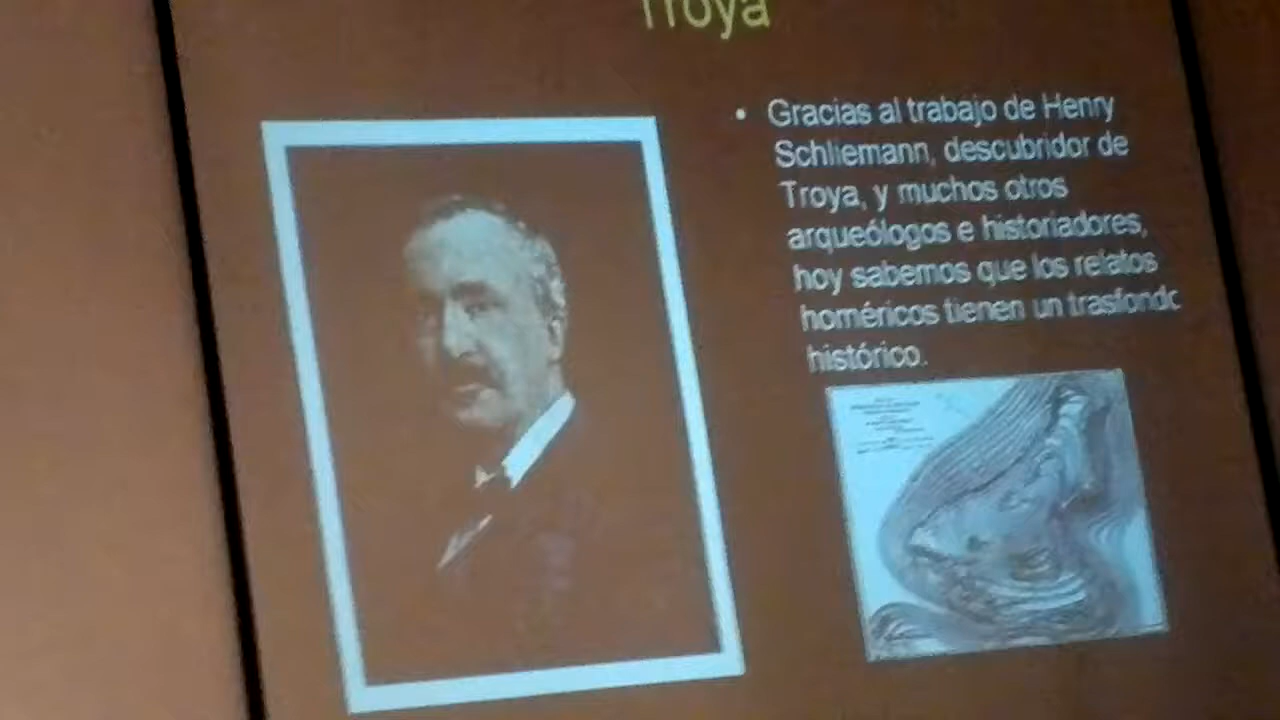 Troya
• Gracias al trabajo de Henry
Schliemann, descubridor de
Troya, y muchos otros
arqueólogos e historiadores,
hoy sabemos que los relatos
homéricos tienen un trasfondo
histórico.